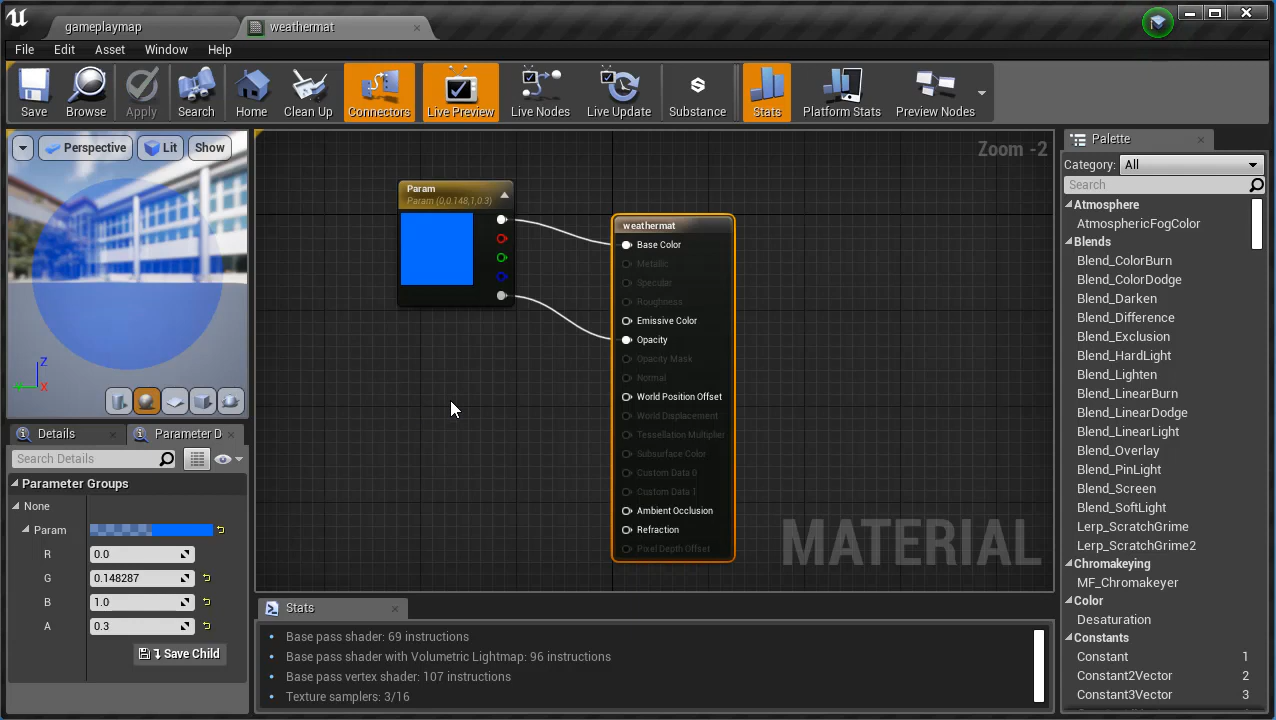 gameplaymap
weathermat
File Edit Asset Window Help
Save Browse Apply Search Home Clean Up Connectors Live Preview Live Nodes Live Update Substance Stats Platform Stats Preview Nodes
Perspective Lit Show
Z
X
Details Parameter D
Search Details
Parameter Groups
None
Param
R 0.0
G 0.148287
B 1.0
A 0.3
Save Child
Zoom -2
Param
Param (0,0.148,1,0.3)
weathermat
Base Color
Metallic
Specular
Roughness
Emissive Color
Opacity
Opacity Mask
Normal
World Position Offset
World Displacement
Tessellation Multiplier
Subsurface Color
Custom Data 0
Custom Data 1
Ambient Occlusion
Refraction
Pixel Depth Offset
MATERIAL
Stats
Base pass shader: 69 instructions
Base pass shader with Volumetric Lightmap: 96 instructions
Base pass vertex shader: 107 instructions
Texture samplers: 3/16
Palette
Category: All
Search
Atmosphere
AtmosphericFogColor
Blends
Blend_ColorBurn
Blend_ColorDodge
Blend_Darken
Blend_Difference
Blend_Exclusion
Blend_HardLight
Blend_Lighten
Blend_LinearBurn
Blend_LinearDodge
Blend_LinearLight
Blend_Overlay
Blend_PinLight
Blend_Screen
Blend_SoftLight
Lerp_ScratchGrime
Lerp_ScratchGrime2
Chromakeying
MF_Chromakeyer
Color
Desaturation
Constants
Constant 1
Constant2Vector 2
Constant3Vector 3